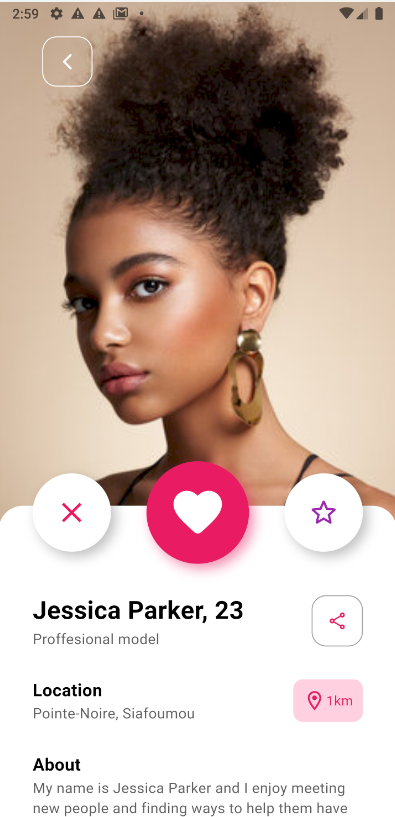 2:59
Jessica Parker, 23
Proffesional model
Location
Pointe-Noire, Siafoumou
1km
About
My name is Jessica Parker and I enjoy meeting
new people and finding ways to help them have